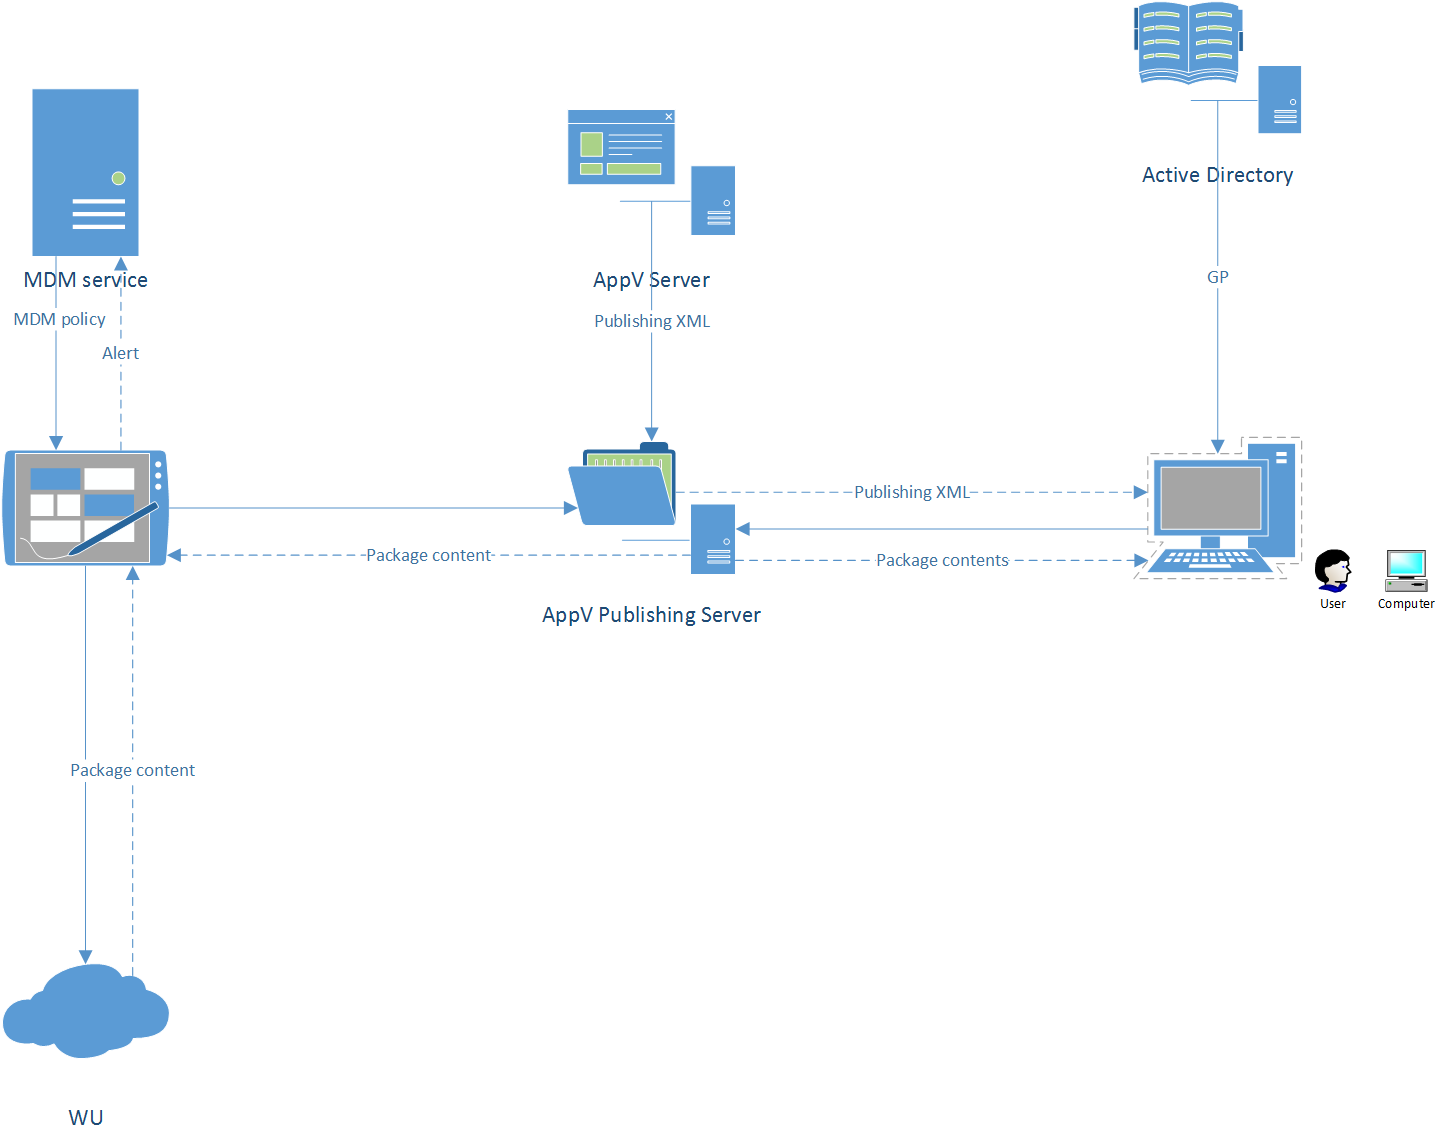 Active Directory
MDM service
AppV Server
GP
MDM policy
Publishing XML
Alert
Publishing XML
Package content
Package contents
User
Computer
AppV Publishing Server
Package content
WU